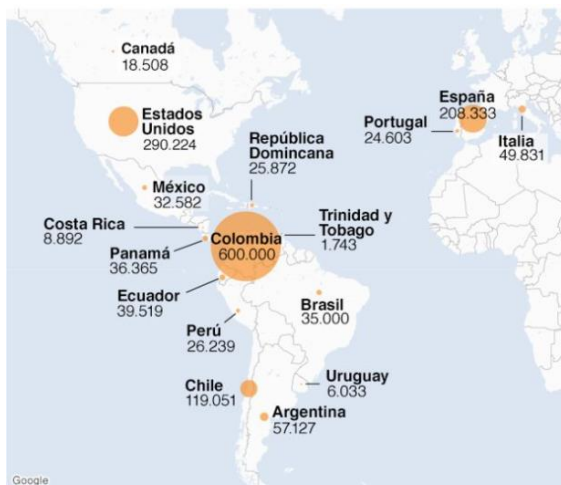 Canadá
18.508
Estados
Unidos
290.224
España
208.333
Portugal
24.603
Italia
49.831
República
Domincana
25.872
México
32.582
Costa Rica
8.892
Colombia
600.000
Trinidad y
Tobago
1.743
Panamá
36.365
Ecuador
39.519
Brasil
35.000
Perú
26.239
Uruguay
6.033
Chile
119.051
Argentina
57.127
Google